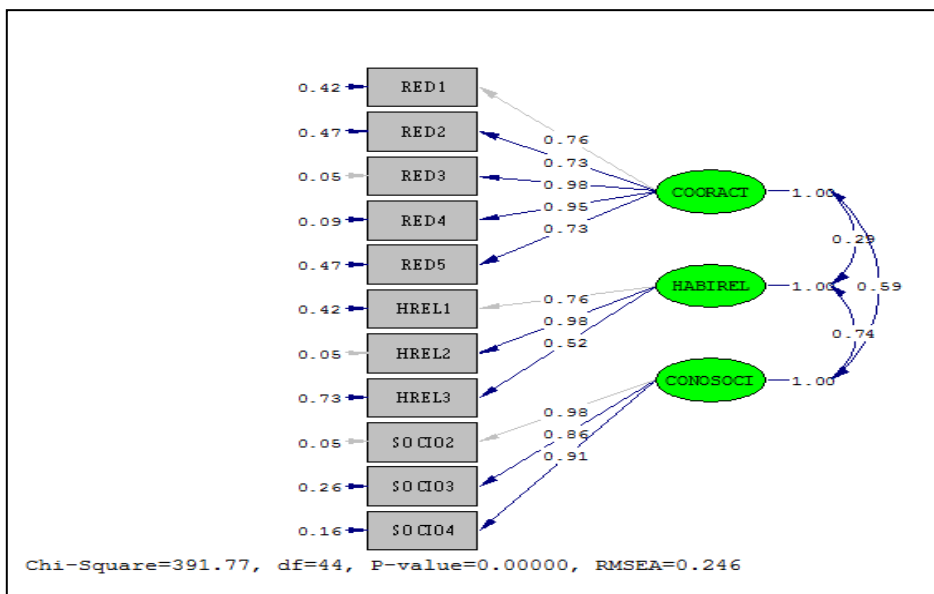 0.42 RED1
0.76
0.47 RED2
0.73
0.05 RED3
0.98
COORACT 1.00
0.09 RED4
0.95
0.73
0.29
0.47 RED5
HABIREL 1.00
0.59
0.42 HREL1
0.76
0.98
0.52
0.74
0.05 HREL2
CONOSOCI 1.00
0.73 HREL3
0.98
0.05 SOCIO2
0.86
0.91
0.26 SOCIO3
0.16 SOCIO4
Chi-Square=391.77, df=44, P-value=0.00000, RMSEA=0.246